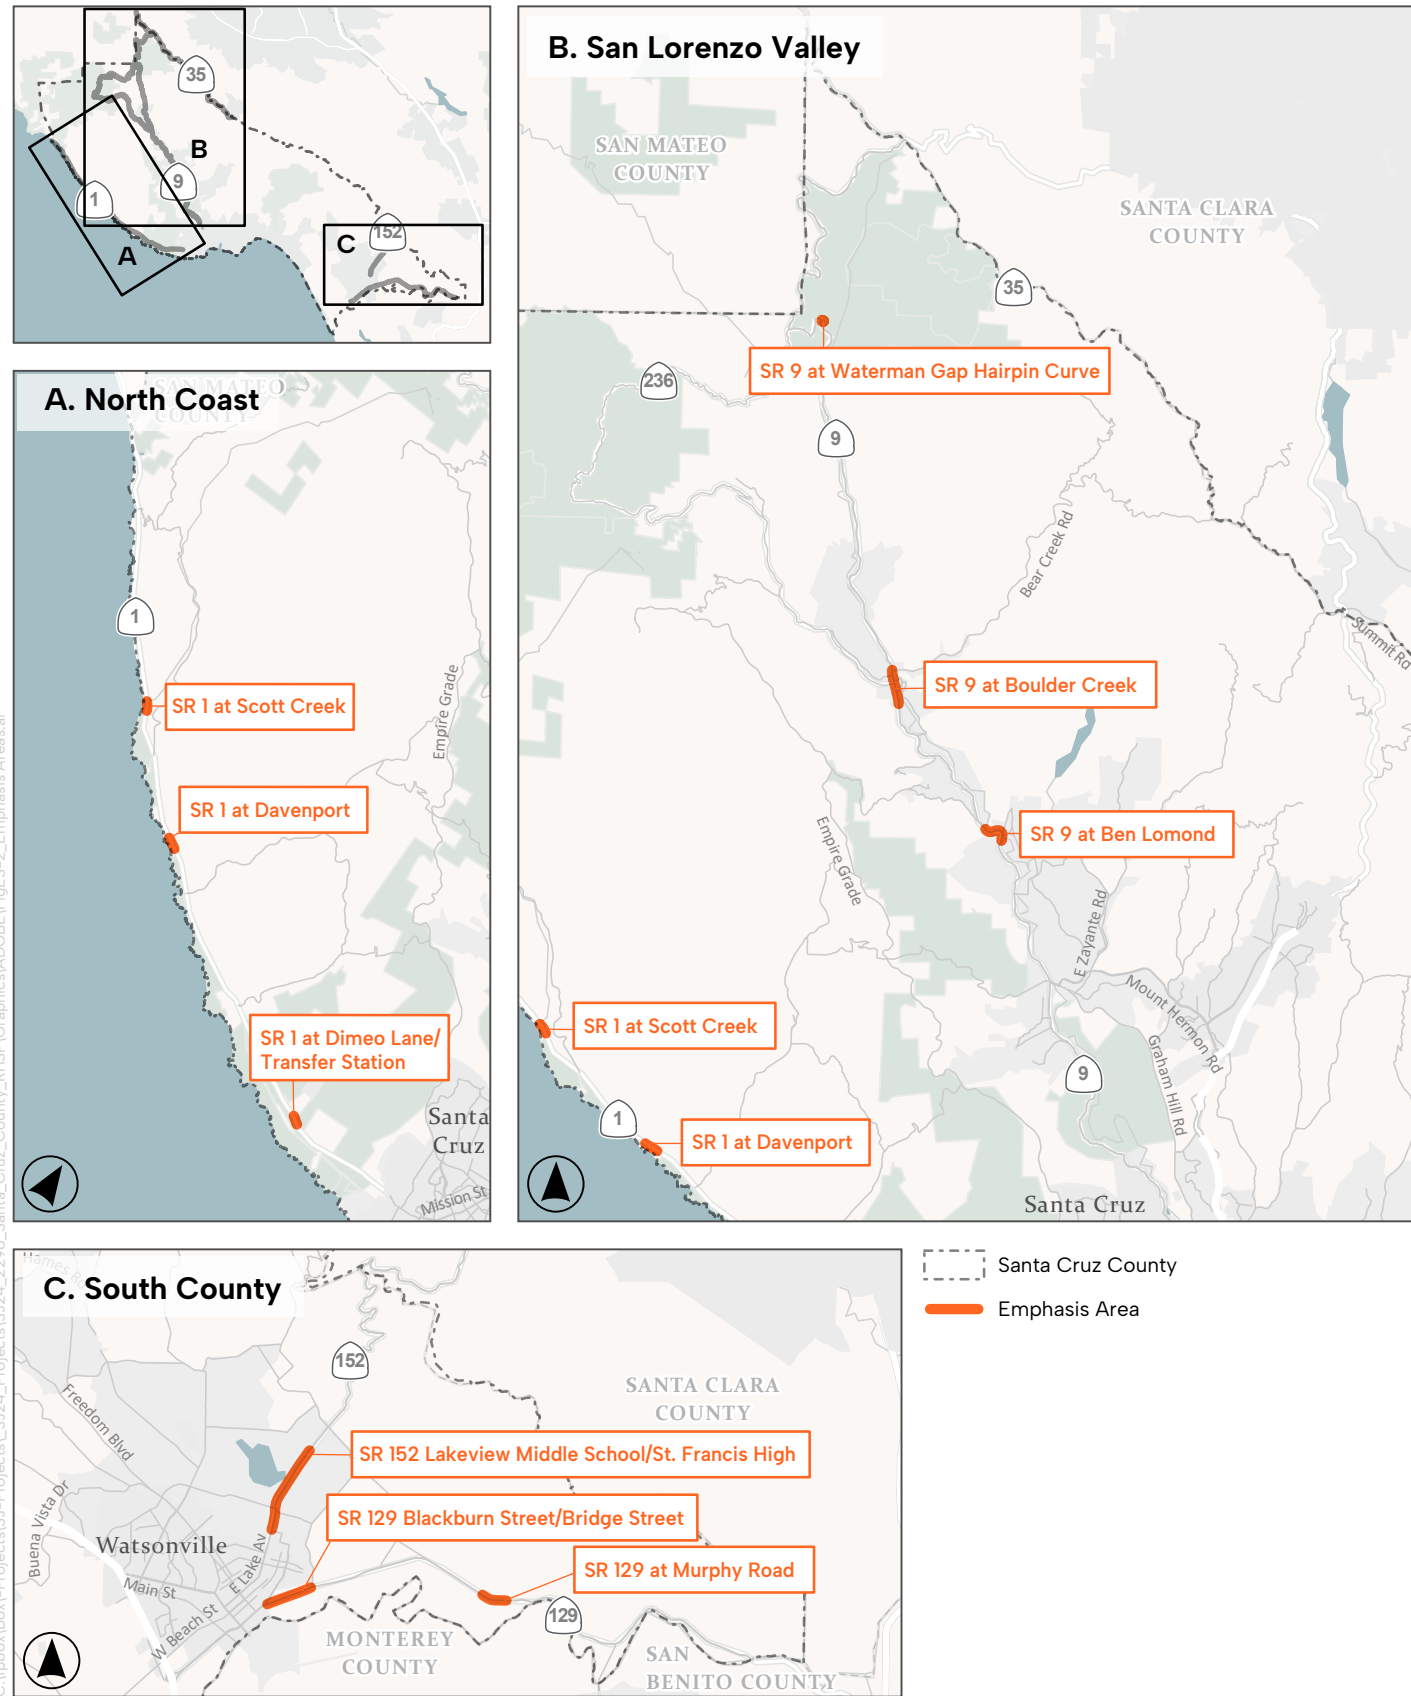 35
B
9
1
A
152
C
A. North Coast
SAN MATEO
COUNTY
1
SR 1 at Scott Creek
Empire Grade
SR 1 at Davenport
SR 1 at Dimeo Lane/
Transfer Station
Santa
Cruz
Mission St
B. San Lorenzo Valley
SAN MATEO
COUNTY
SANTA CLARA
COUNTY
35
SR 9 at Waterman Gap Hairpin Curve
236
9
Bear Creek Rd
Summit Rd
SR 9 at Boulder Creek
SR 9 at Ben Lomond
Empire Grade
E Zayante Rd
Mount Hermon Rd
Graham Hill Rd
SR 1 at Scott Creek
9
1
SR 1 at Davenport
Santa Cruz
C. South County
152
SANTA CLARA
COUNTY
Freedom Blvd
SR 152 Lakeview Middle School/St. Francis High
Buena Vista Dr
SR 129 Blackburn Street/Bridge Street
Watsonville
E Lake Av
SR 129 at Murphy Road
Main St
W Beach St
129
MONTEREY
COUNTY
SAN
BENITO COUNTY
Santa Cruz County
Emphasis Area